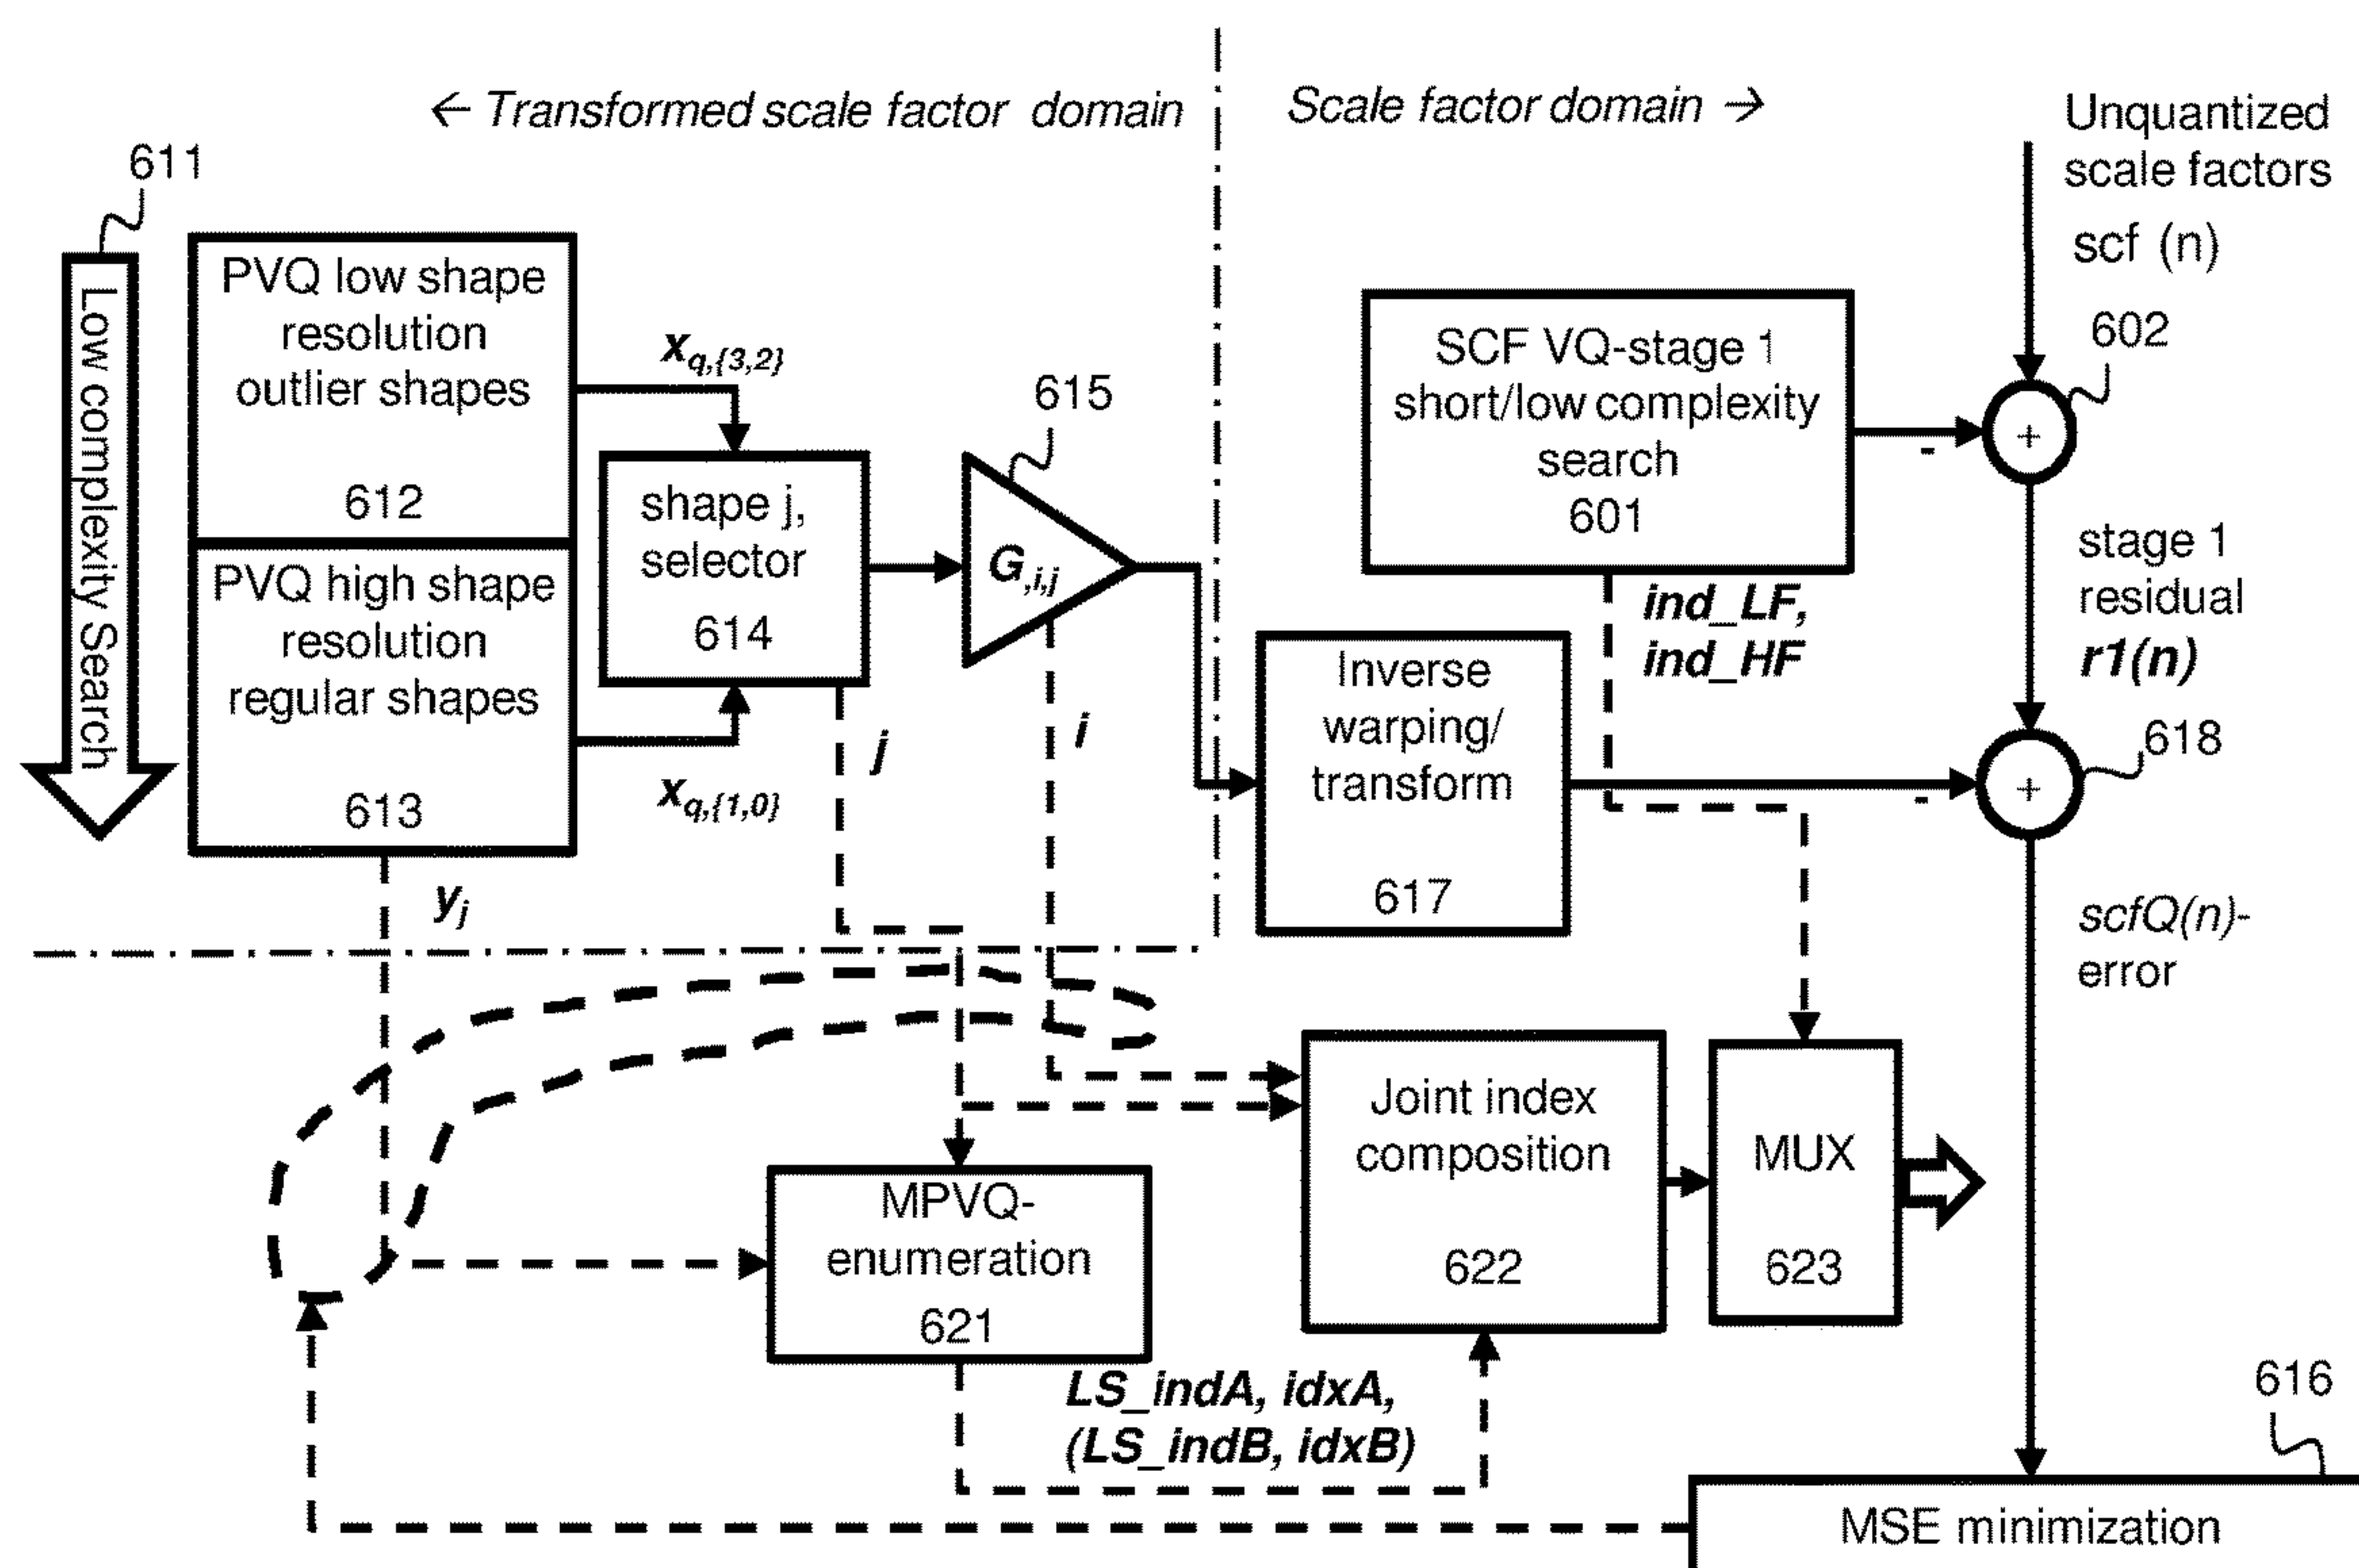 ← Transformed scale factor domain
Scale factor domain →
Unquantized
scale factors
scf (n)
611
Low complexity Search
PVQ low shape
resolution
outlier shapes
612
PVQ high shape
resolution
regular shapes
613
xq,{3,2}
xq,{1,0}
shape j,
selector
614
615
G,i,j
SCF VQ-stage 1
short/low complexity
search
601
602
ind_LF,
ind_HF
stage 1
residual
r1(n)
Inverse
warping/
transform
617
618
j
i
yj
scfQ(n)-
error
MPVQ-
enumeration
621
Joint index
composition
622
MUX
623
LS_indA, idxA,
(LS_indB, idxB)
616
MSE minimization
+
-
+
-